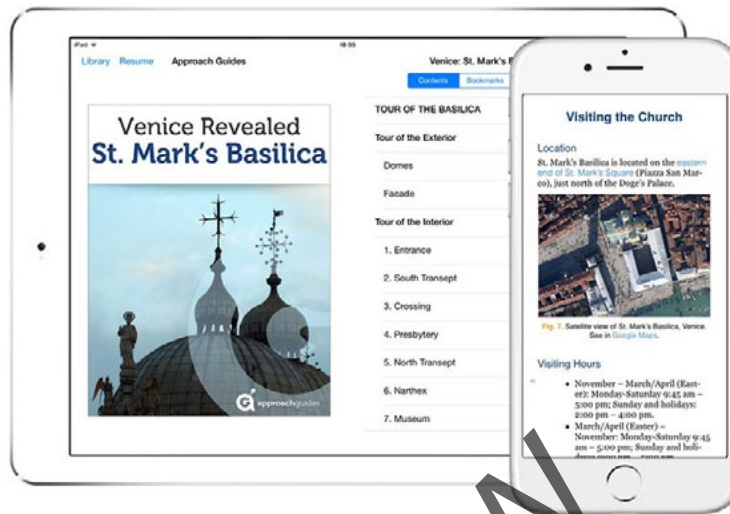 iPad
18:55
Library Resume Approach Guides
Venice: St. Mark's B
Contents Bookmarks
Venice Revealed
St. Mark's Basilica
approachguides
TOUR OF THE BASILICA
Tour of the Exterior
Domes
Facade
Tour of the Interior
1. Entrance
2. South Transept
3. Crossing
4. Presbytery
5. North Transept
6. Narthex
7. Museum
Visiting the Church
Location
St. Mark's Basilica is located on the eastern
end of St. Mark's Square (Piazza San Mar-
co), just north of the Doge's Palace.
Fig. 7. Satellite view of St. Mark's Basilica, Venice.
See in Google Maps.
Visiting Hours
• November – March/April (East-
er): Monday-Saturday 9:45 am –
5:00 pm; Sunday and holidays:
2:00 pm – 4:00 pm.
• March/April (Easter) –
November: Monday-Saturday 9:45
am – 5:00 pm; Sunday and holi-